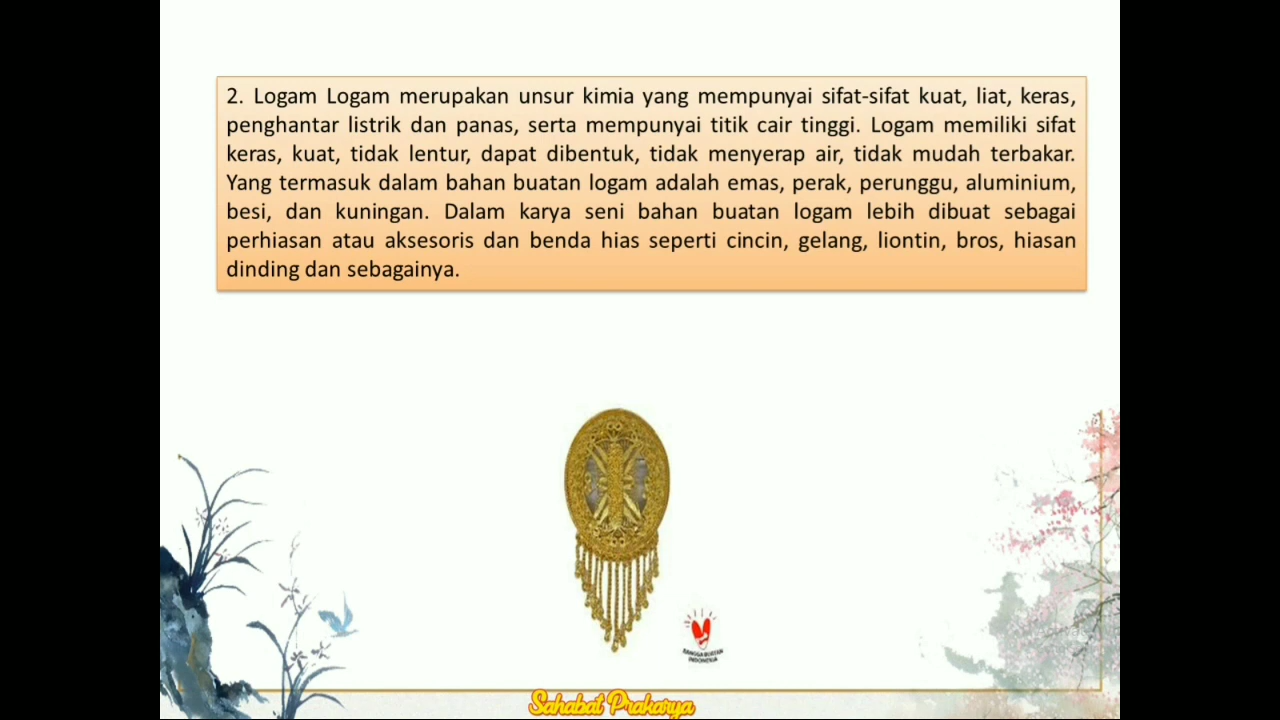 2. Logam Logam merupakan unsur kimia yang mempunyai sifat-sifat kuat, liat, keras,
penghantar listrik dan panas, serta mempunyai titik cair tinggi. Logam memiliki sifat
keras, kuat, tidak lentur, dapat dibentuk, tidak menyerap air, tidak mudah terbakar.
Yang termasuk dalam bahan buatan logam adalah emas, perak, perunggu, aluminium,
besi, dan kuningan. Dalam karya seni bahan buatan logam lebih dibuat sebagai
perhiasan atau aksesoris dan benda hias seperti cincin, gelang, liontin, bros, hiasan
dinding dan sebagainya.
BANGGA BUATAN
INDONESIA
Sahabat Prakarya